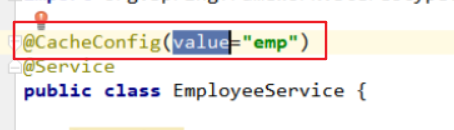 @CacheConfig(value="emp")
@Service
public class EmployeeService {